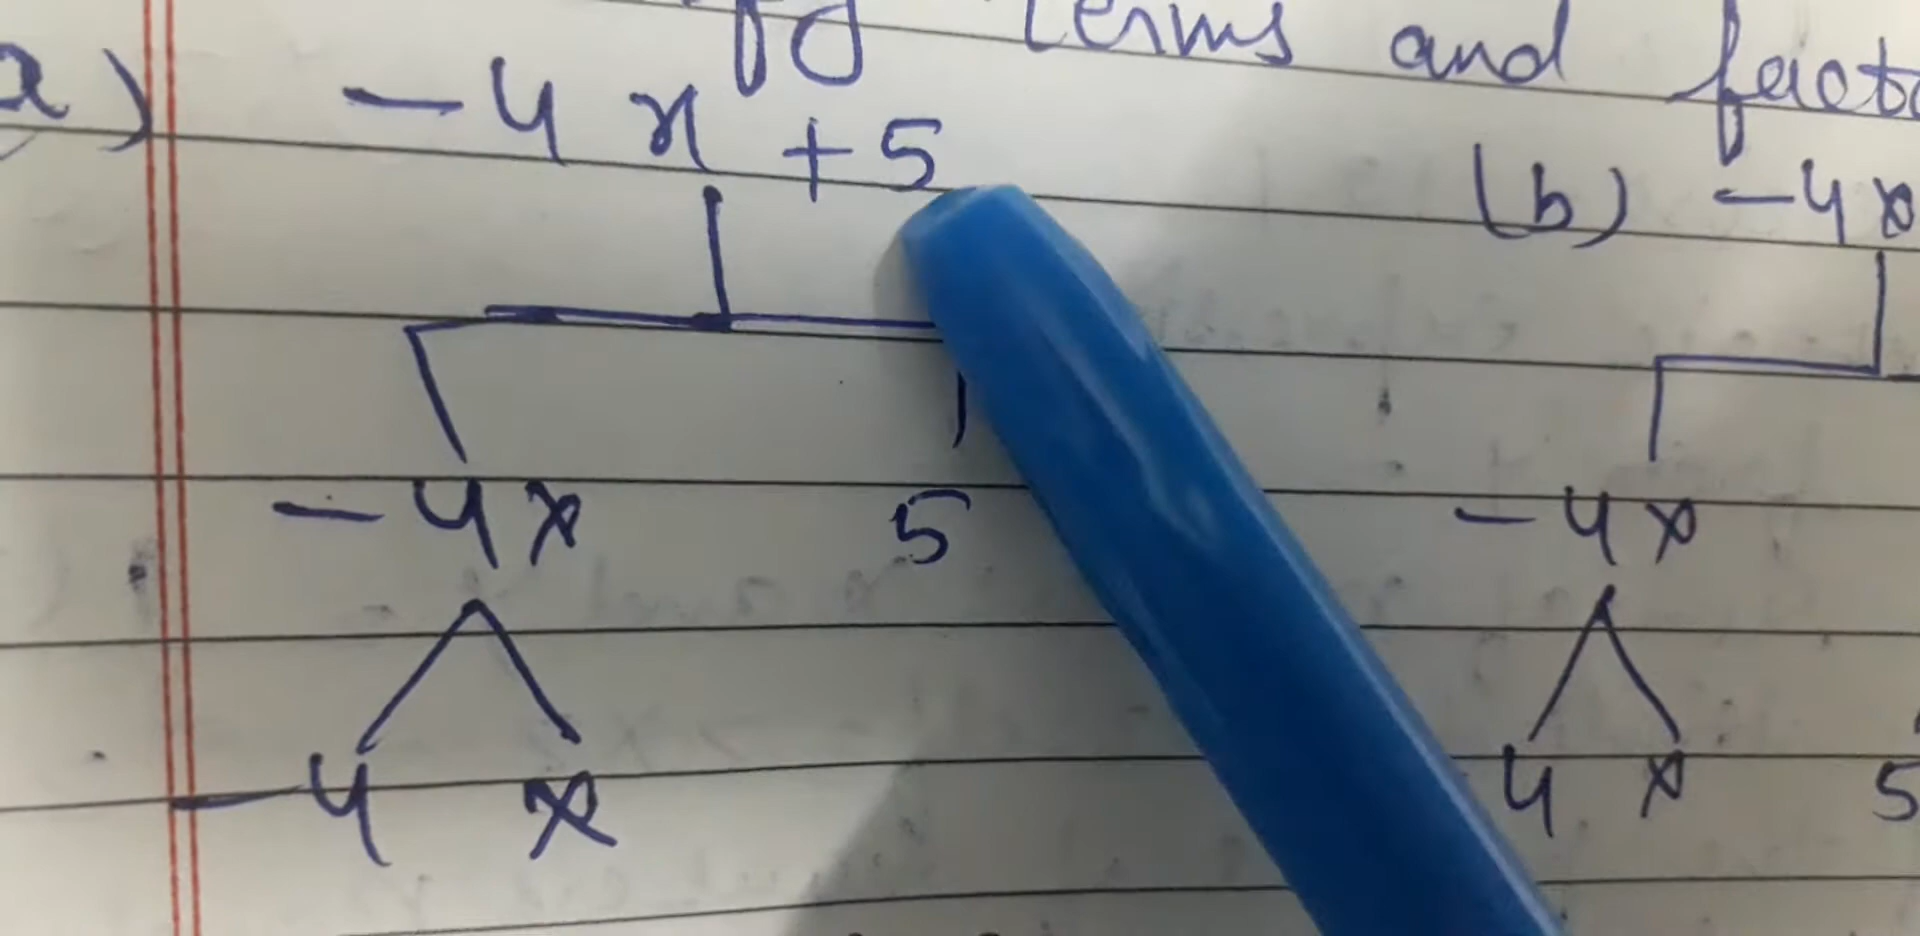 terms and
a) -4x +5
(b) -4x
-4x 5
-4x
-4 x
4 x 5